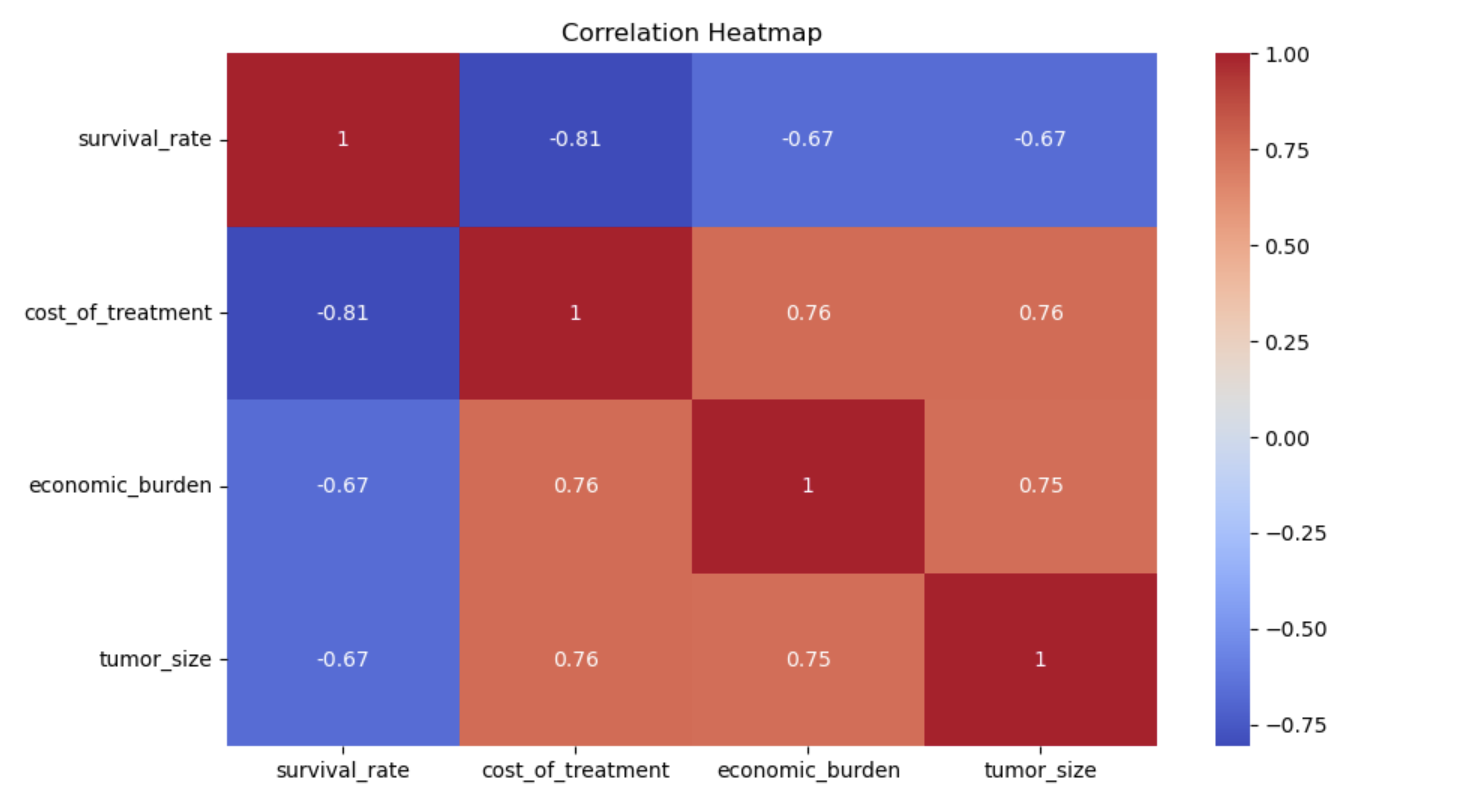 Correlation Heatmap
survival_rate 1 -0.81 -0.67 -0.67
cost_of_treatment -0.81 1 0.76 0.76
economic_burden -0.67 0.76 1 0.75
tumor_size -0.67 0.76 0.75 1
survival_rate cost_of_treatment economic_burden tumor_size
1.00
0.75
0.50
0.25
0.00
−0.25
−0.50
−0.75